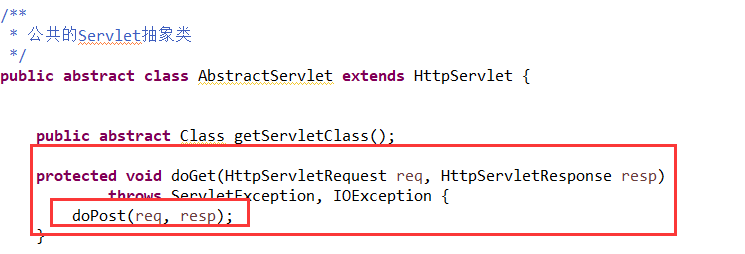 /**
 * 公共的Servlet抽象类
 */
public abstract class AbstractServlet extends HttpServlet {
public abstract Class getServletClass();
protected void doGet(HttpServletRequest req, HttpServletResponse resp)
throws ServletException, IOException {
doPost(req, resp);
}